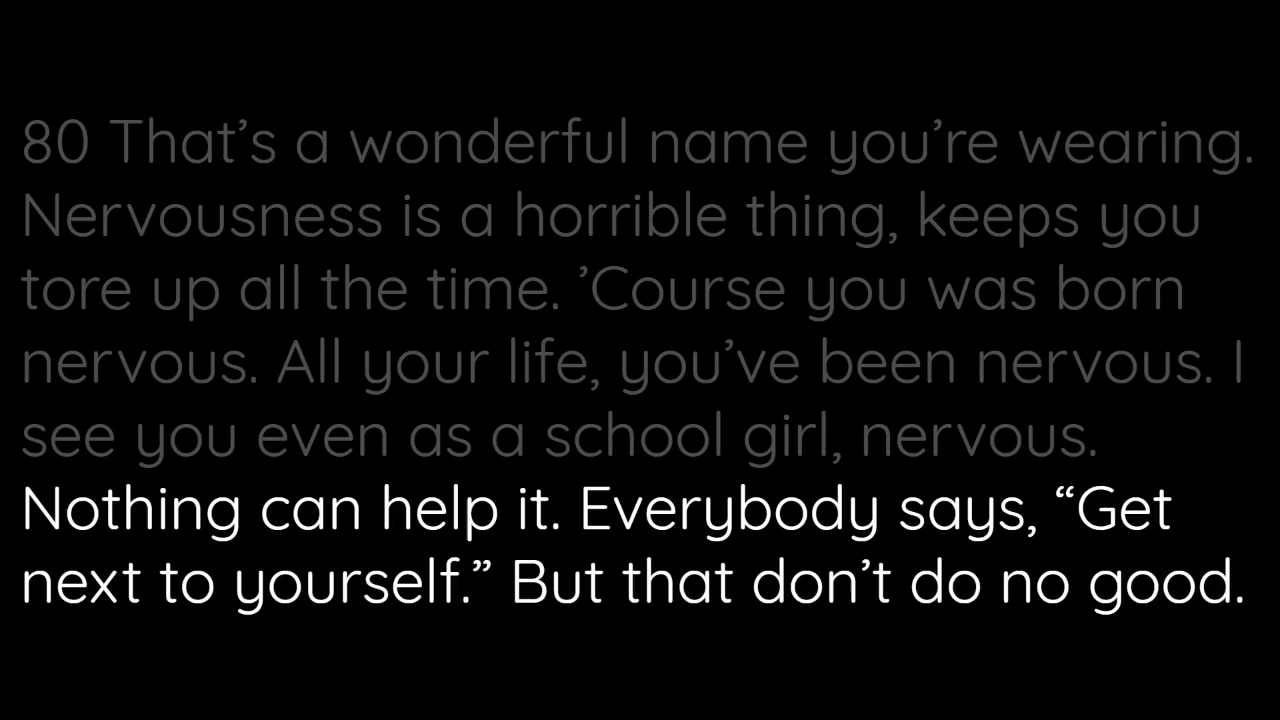 80 That’s a wonderful name you’re wearing.
Nervousness is a horrible thing, keeps you
tore up all the time. ’Course you was born
nervous. All your life, you’ve been nervous. I
see you even as a school girl, nervous.
Nothing can help it. Everybody says, “Get
next to yourself.” But that don’t do no good.